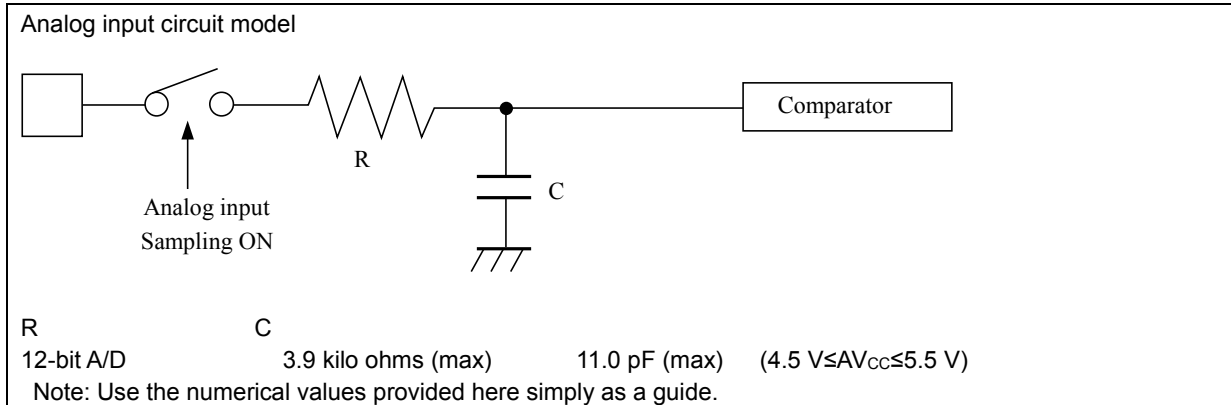 Analog input circuit model
Comparator
R
C
Analog input
Sampling ON
R C
12-bit A/D 3.9 kilo ohms (max) 11.0 pF (max) (4.5 V≤AVCC≤5.5 V)
Note: Use the numerical values provided here simply as a guide.